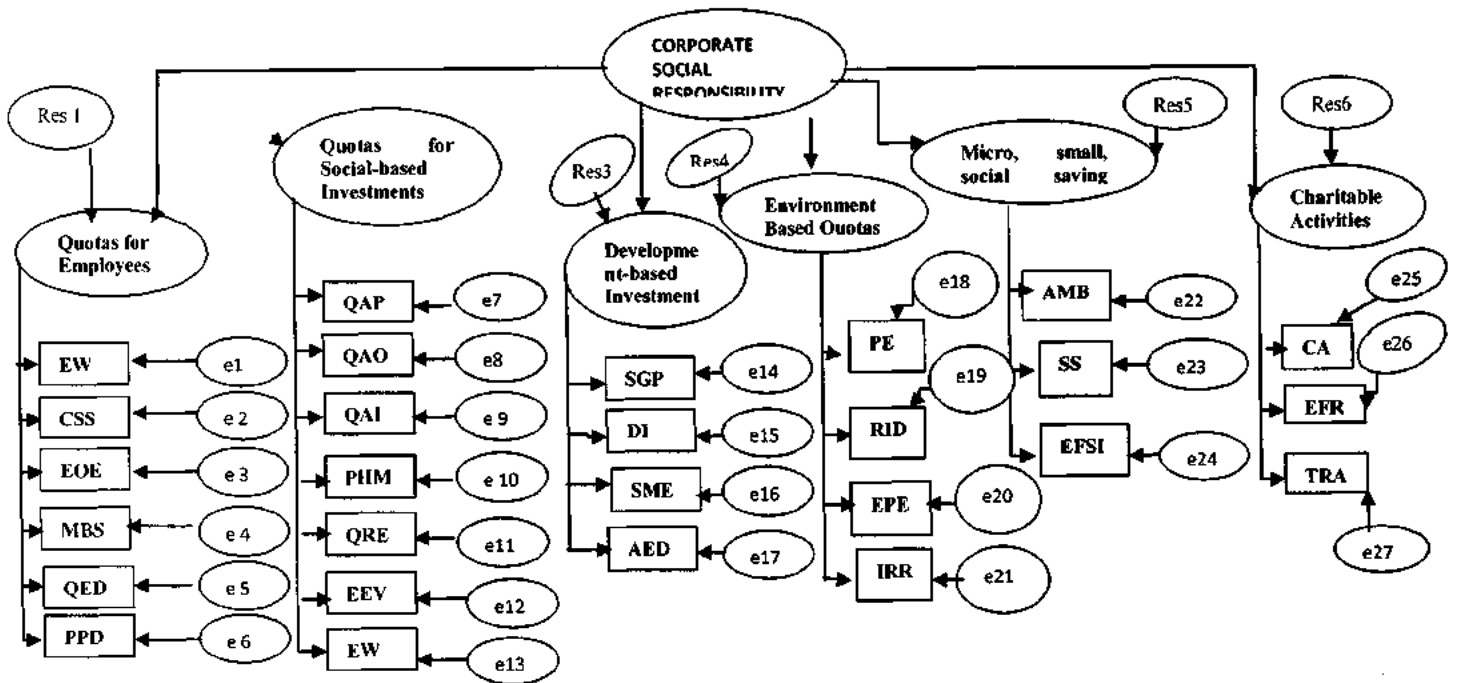 CORPORATE
SOCIAL
RESPONSIBILITY
Res 1
Quotas for
Employees
EW
e1
CSS
e 2
EOE
e 3
MBS
e 4
QED
e 5
PPD
e 6
Quotas for
Social-based
Investments
QAP
e7
QAO
e8
QAI
e 9
PHM
e 10
QRE
e11
EEV
e12
EW
e13
Res3
Developme
nt-based
Investment
SGP
e14
DI
e15
SME
e16
AED
e17
Res4
Environment
Based Quotas
PE
e18
RID
e19
EPE
e20
IRR
e21
Res5
Micro, small,
social saving
AMB
e22
SS
e23
EFSI
e24
Res6
Charitable
Activities
CA
e25
EFR
e26
TRA
e27